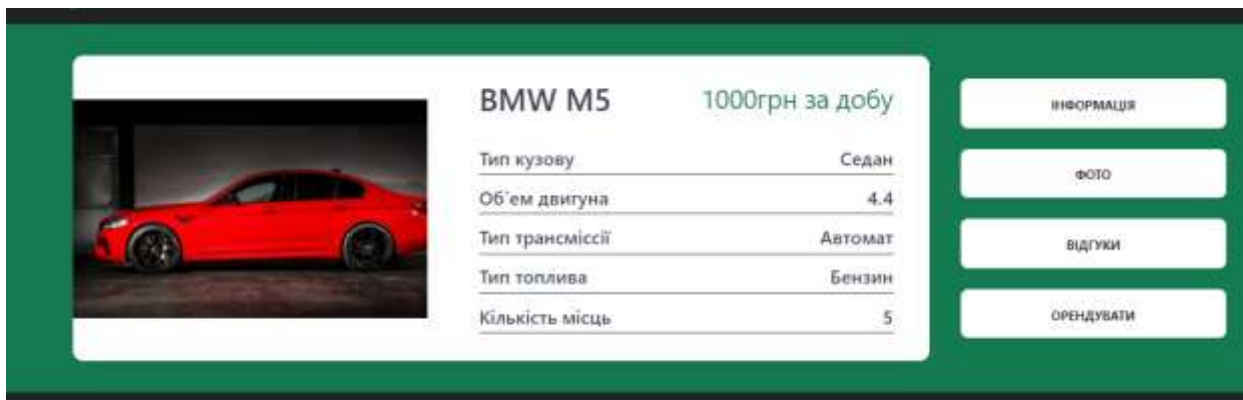 BMW M5 1000грн за добу
Тип кузову Седан
Об`ем двигуна 4.4
Тип трансміссії Автомат
Тип топлива Бензин
Кількість місць 5
ІНФОРМАЦІЯ
ФОТО
ВІДГУКИ
ОРЕНДУВАТИ